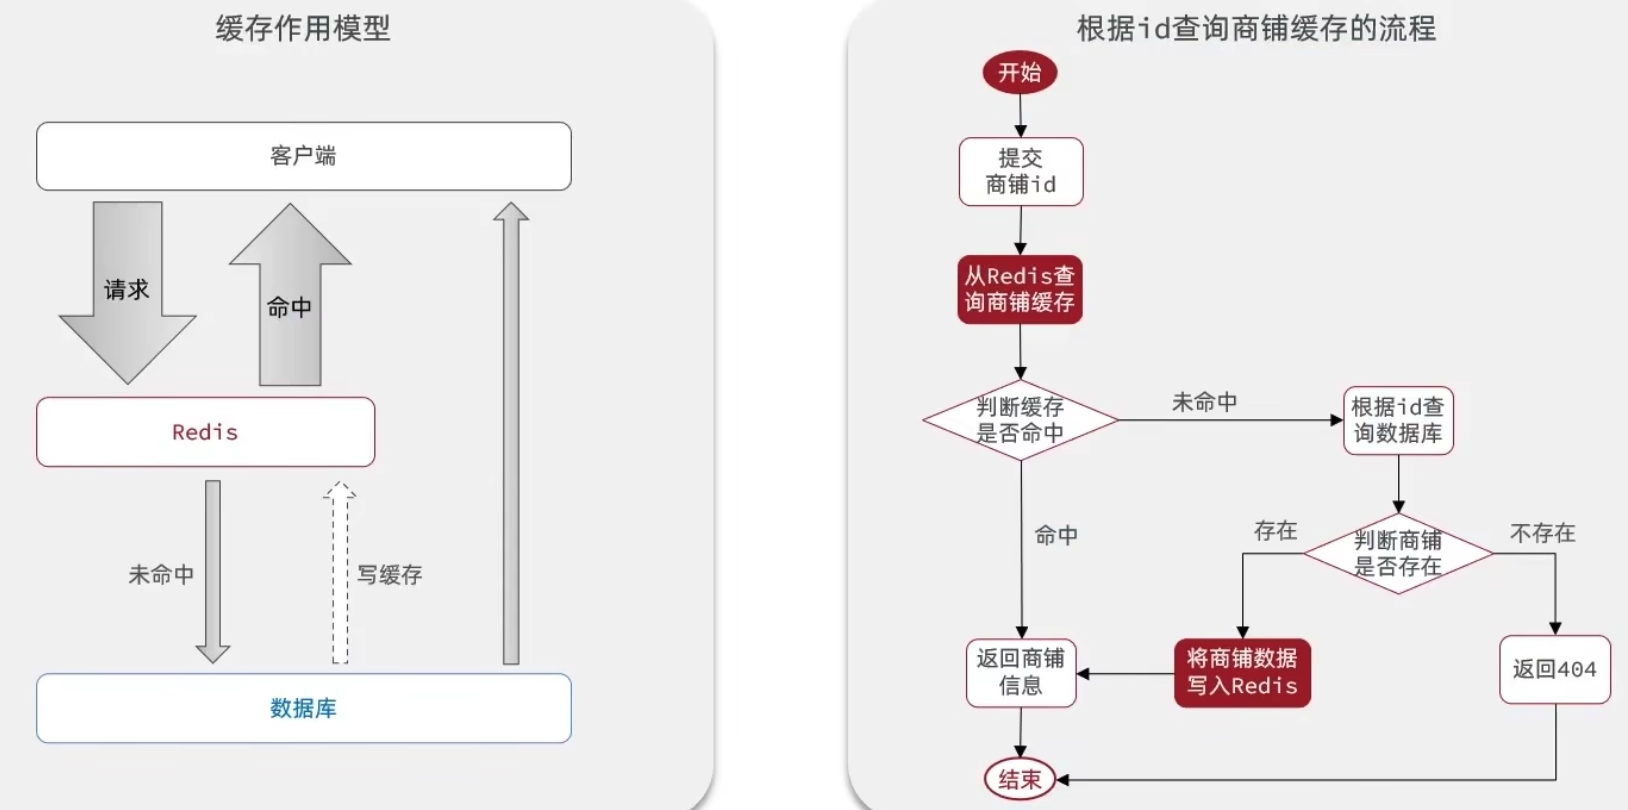 缓存作用模型
客户端
请求
命中
Redis
未命中
写缓存
数据库
根据id查询商铺缓存的流程
开始
提交
商铺id
从Redis查
询商铺缓存
判断缓存
是否命中
未命中
根据id查
询数据库
命中
判断商铺
是否存在
存在
不存在
返回商铺
信息
将商铺数据
写入Redis
返回404
结束